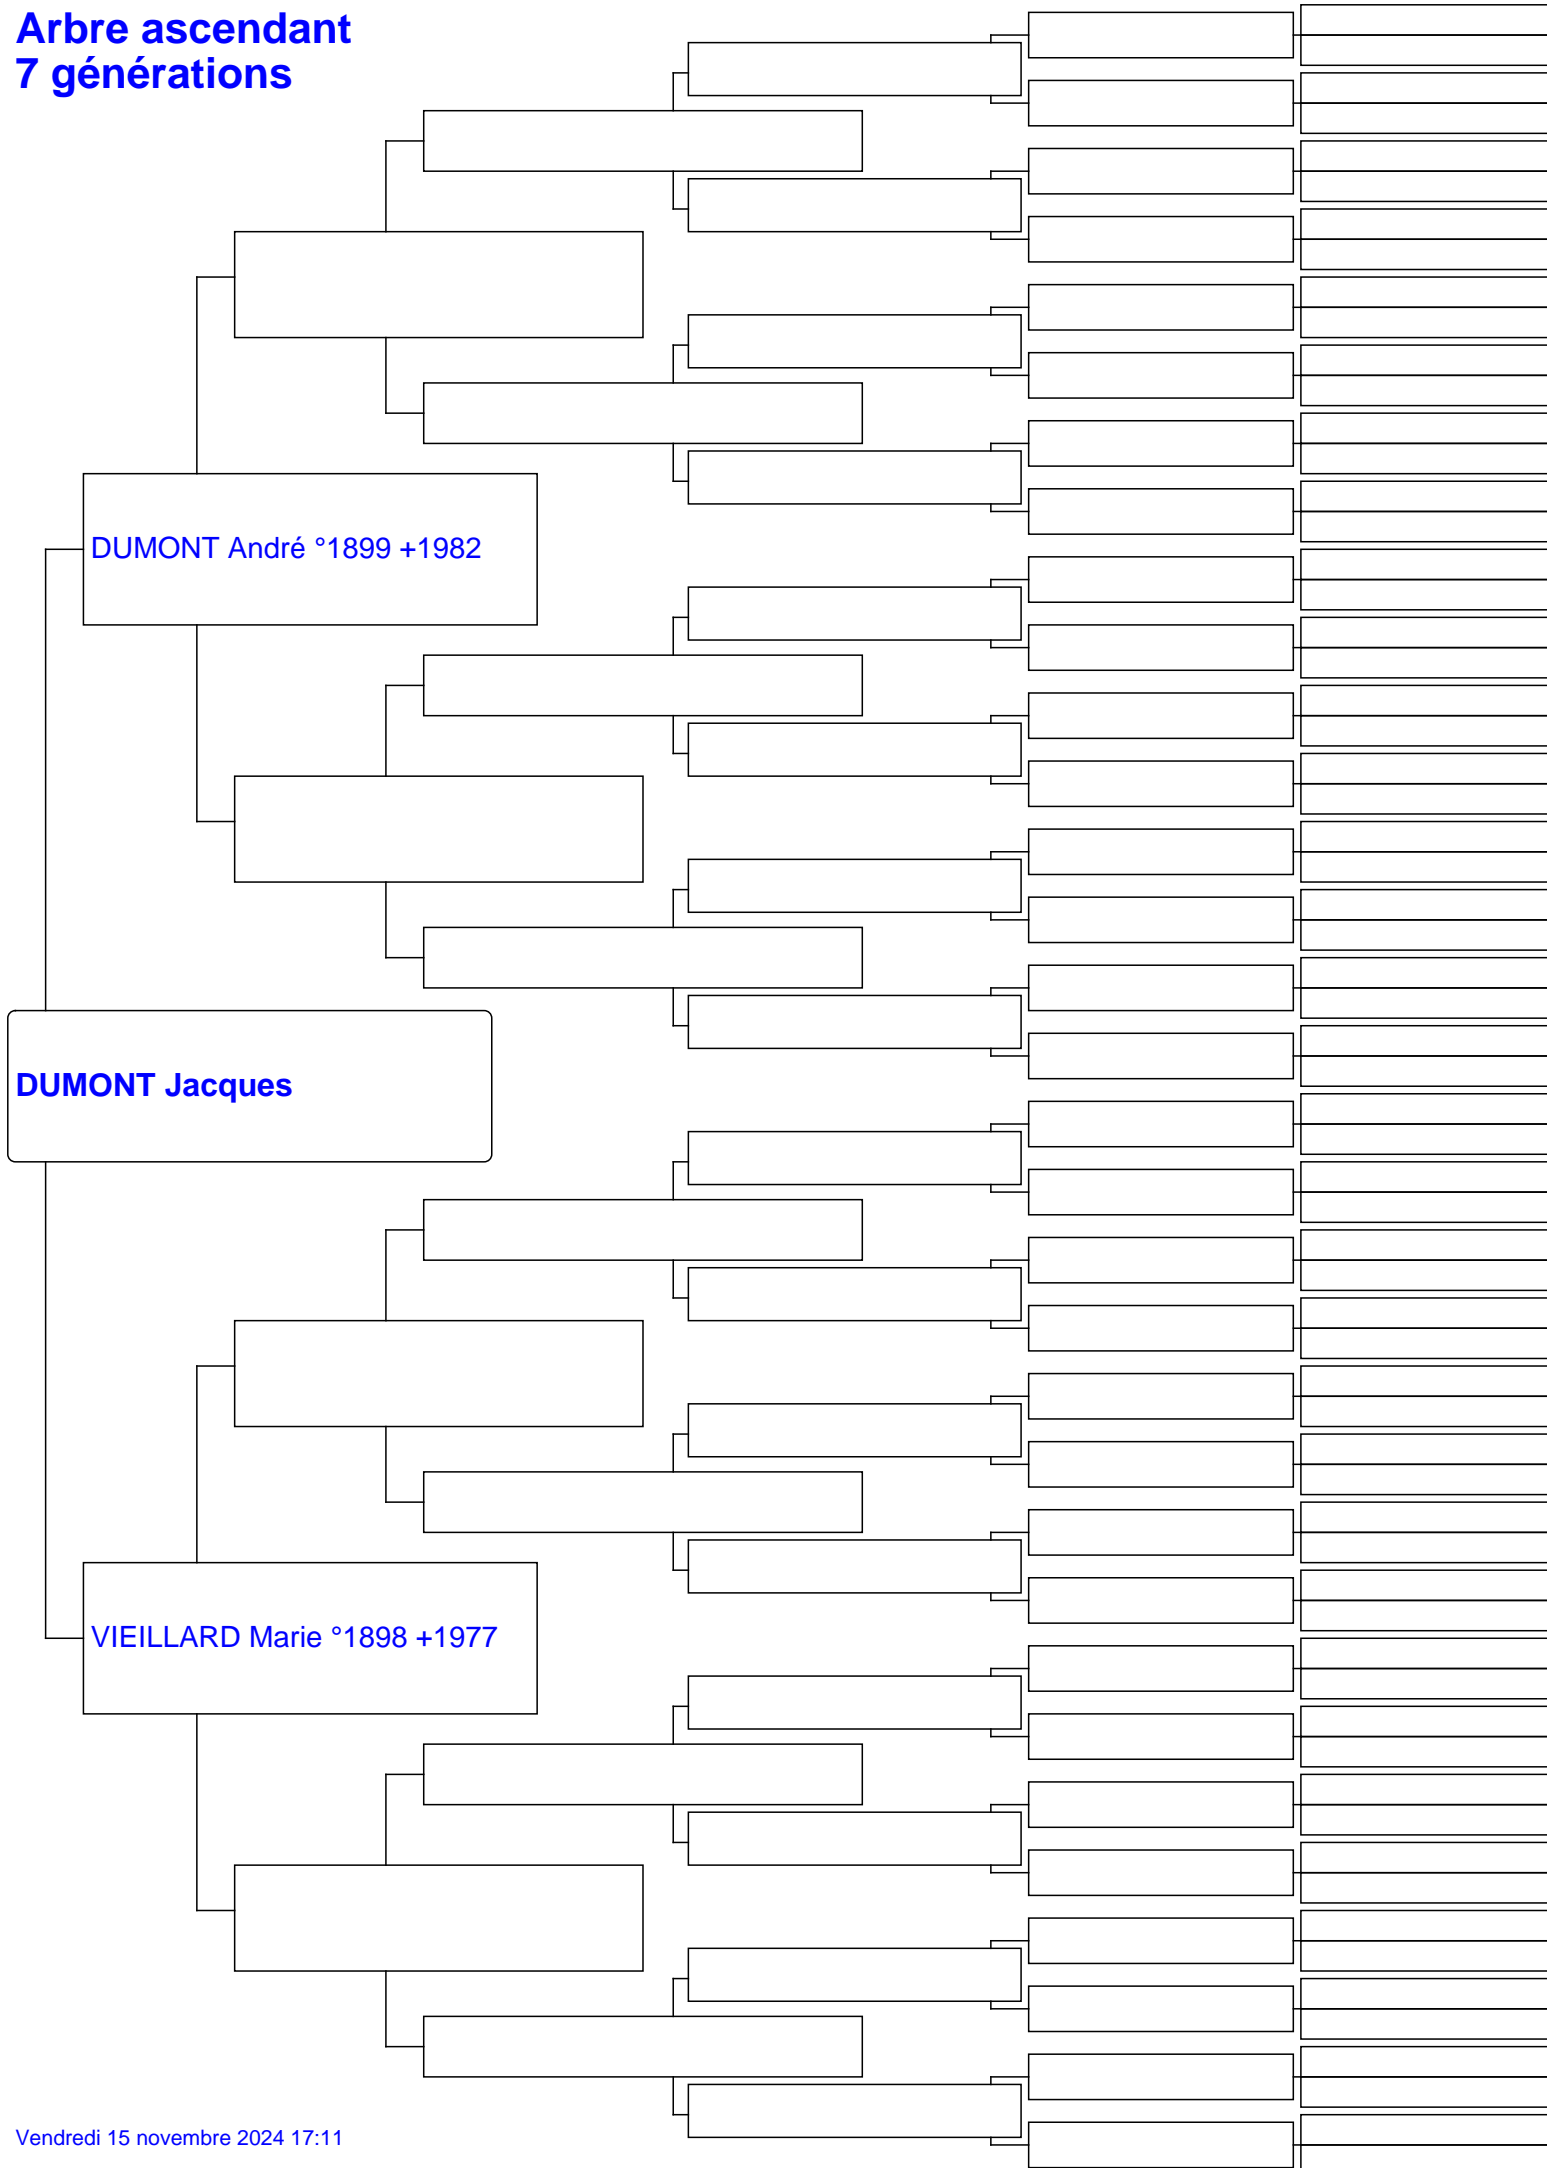 Arbre ascendant
7 générations
DUMONT André °1899 +1982
DUMONT Jacques
VIEILLARD Marie °1898 +1977
Vendredi 15 novembre 2024 17:11